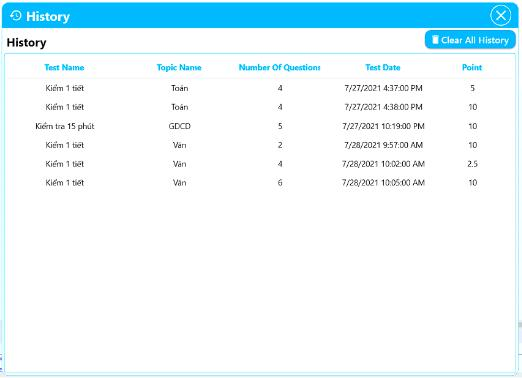 History
History
Clear All History
Test Name Topic Name Number Of Questions Test Date Point
Kiểm 1 tiết Toán 4 7/27/2021 4:37:00 PM 5
Kiểm 1 tiết Toán 4 7/27/2021 4:38:00 PM 10
Kiểm tra 15 phút GDCD 5 7/27/2021 10:19:00 PM 10
Kiểm 1 tiết Văn 2 7/28/2021 9:57:00 AM 10
Kiểm 1 tiết Văn 4 7/28/2021 10:02:00 AM 2.5
Kiểm 1 tiết Văn 6 7/28/2021 10:05:00 AM 10